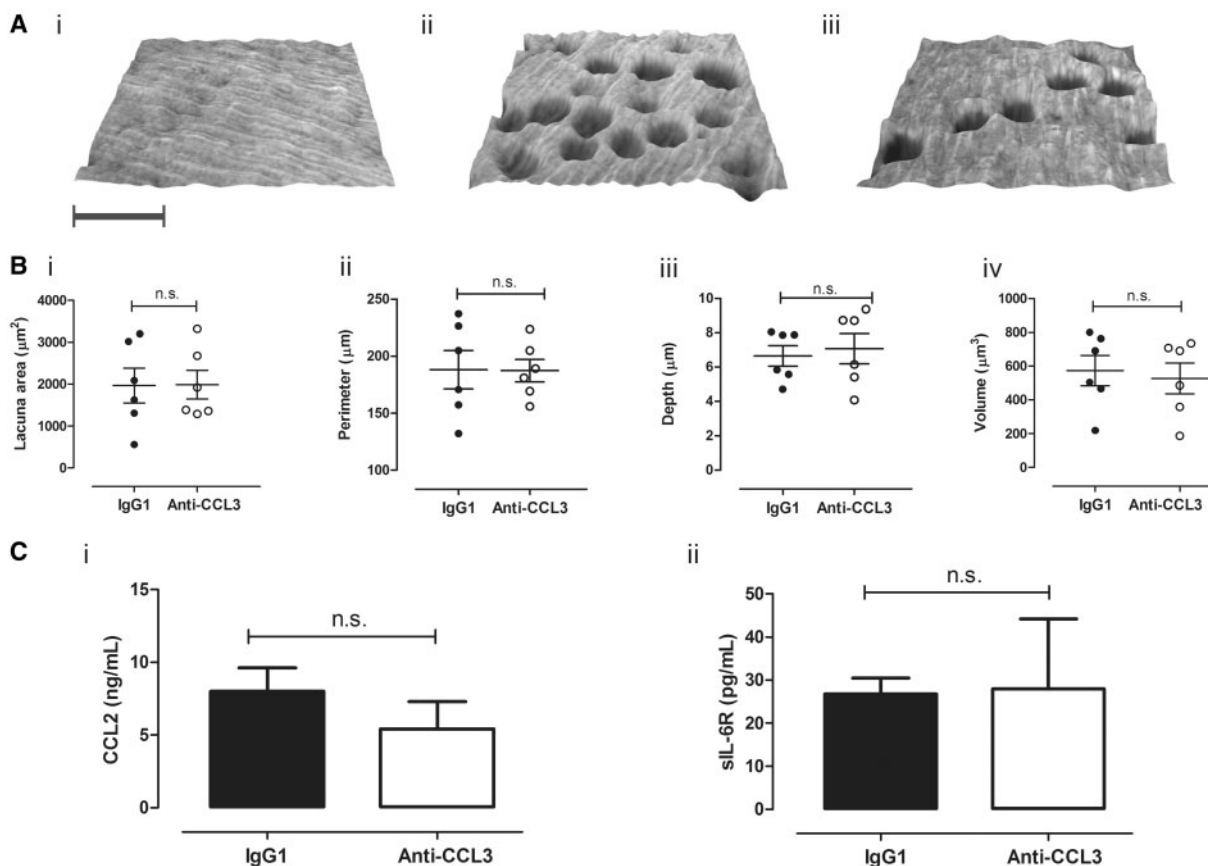 A
i
ii
iii
B
i
n.s.
Lacuna area (μm²)
4000
3000
2000
1000
0
IgG1
Anti-CCL3
ii
n.s.
Perimeter (μm)
250
200
150
100
IgG1
Anti-CCL3
iii
n.s.
Depth (μm)
10
8
6
4
2
0
IgG1
Anti-CCL3
iv
n.s.
Volume (μm³)
1000
800
600
400
200
0
IgG1
Anti-CCL3
C
i
n.s.
CCL2 (ng/mL)
15
10
5
0
IgG1
Anti-CCL3
ii
n.s.
sIL-6R (pg/mL)
50
40
30
20
10
0
IgG1
Anti-CCL3